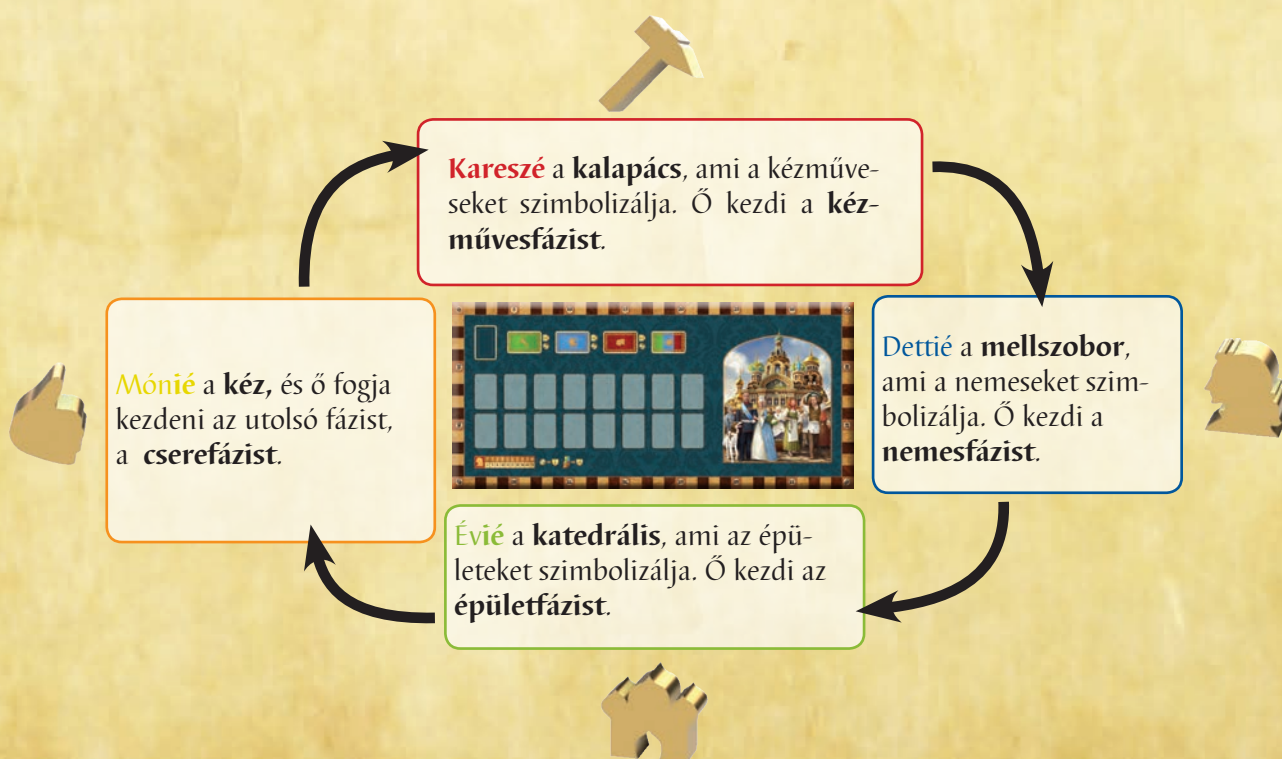 Kareszé a kalapács, ami a kézműve-
seket szimbolizálja. Ő kezdi a kéz-
művesfázist.
Dettié a mellszobor,
ami a nemeseket szim-
bolizálja. Ő kezdi a
nemesfázist.
Évié a katedrális, ami az épü-
leteket szimbolizálja. Ő kezdi az
épületfázist.
Mónié a kéz, és ő fogja
kezdeni az utolsó fázist,
a cserefázist.